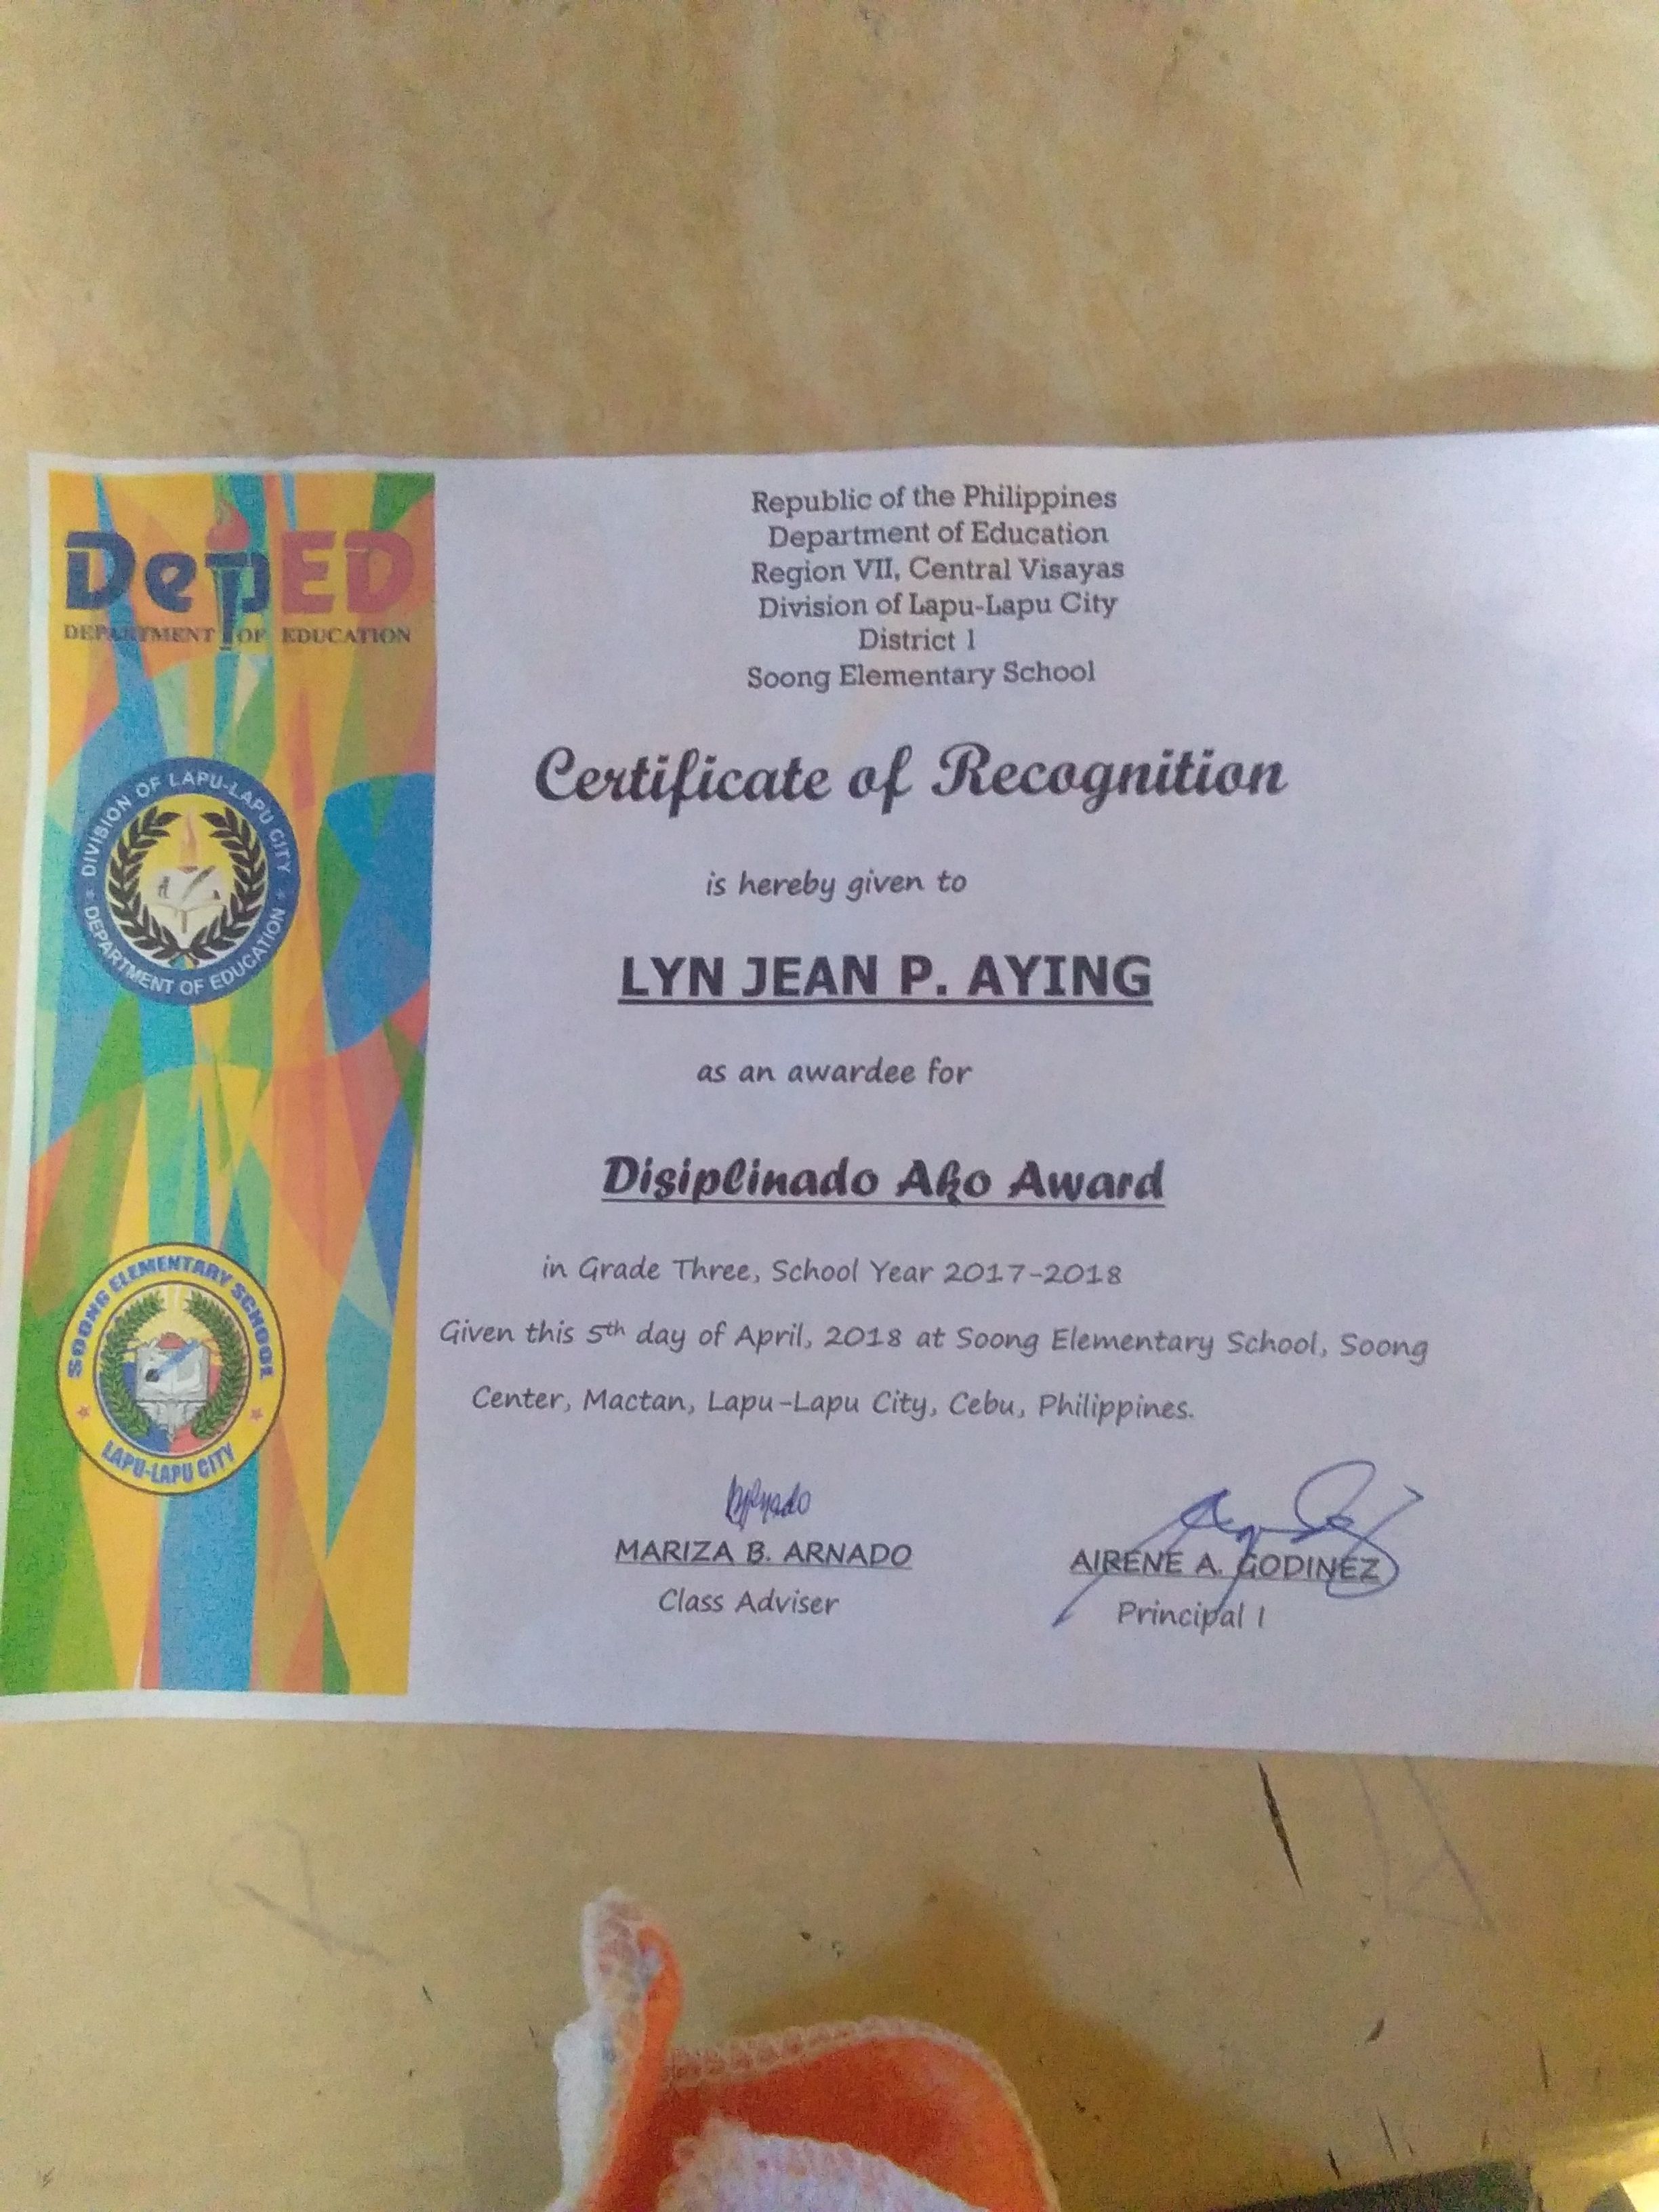 DepED
DEPARTMENT OF EDUCATION
DIVISION OF LAPU-LAPU CITY
DEPARTMENT OF EDUCATION
SOONG ELEMENTARY SCHOOL
LAPU-LAPU CITY
Republic of the Philippines
Department of Education
Region VII, Central Visayas
Division of Lapu-Lapu City
District 1
Soong Elementary School
Certificate of Recognition
is hereby given to
LYN JEAN P. AYING
as an awardee for
Disiplinado Ako Award
in Grade Three, School Year 2017-2018
Given this 5th day of April, 2018 at Soong Elementary School, Soong
Center, Mactan, Lapu-Lapu City, Cebu, Philippines.
MARIZA B. ARNADO
Class Adviser
AIRENE A. GODINEZ
Principal I